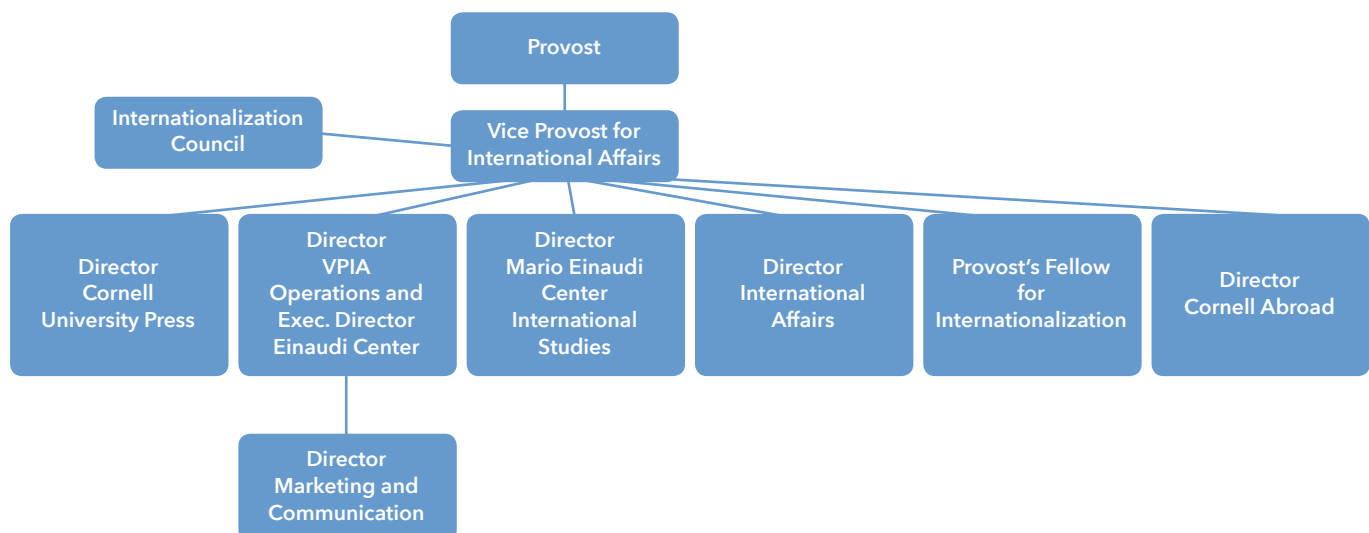 Provost
Internationalization
Council
Vice Provost for
International Affairs
Director
Cornell
University Press
Director
VPIA
Operations and
Exec. Director
Einaudi Center
Director
Mario Einaudi
Center
International
Studies
Director
International
Affairs
Provost’s Fellow
for
Internationalization
Director
Cornell Abroad
Director
Marketing and
Communication